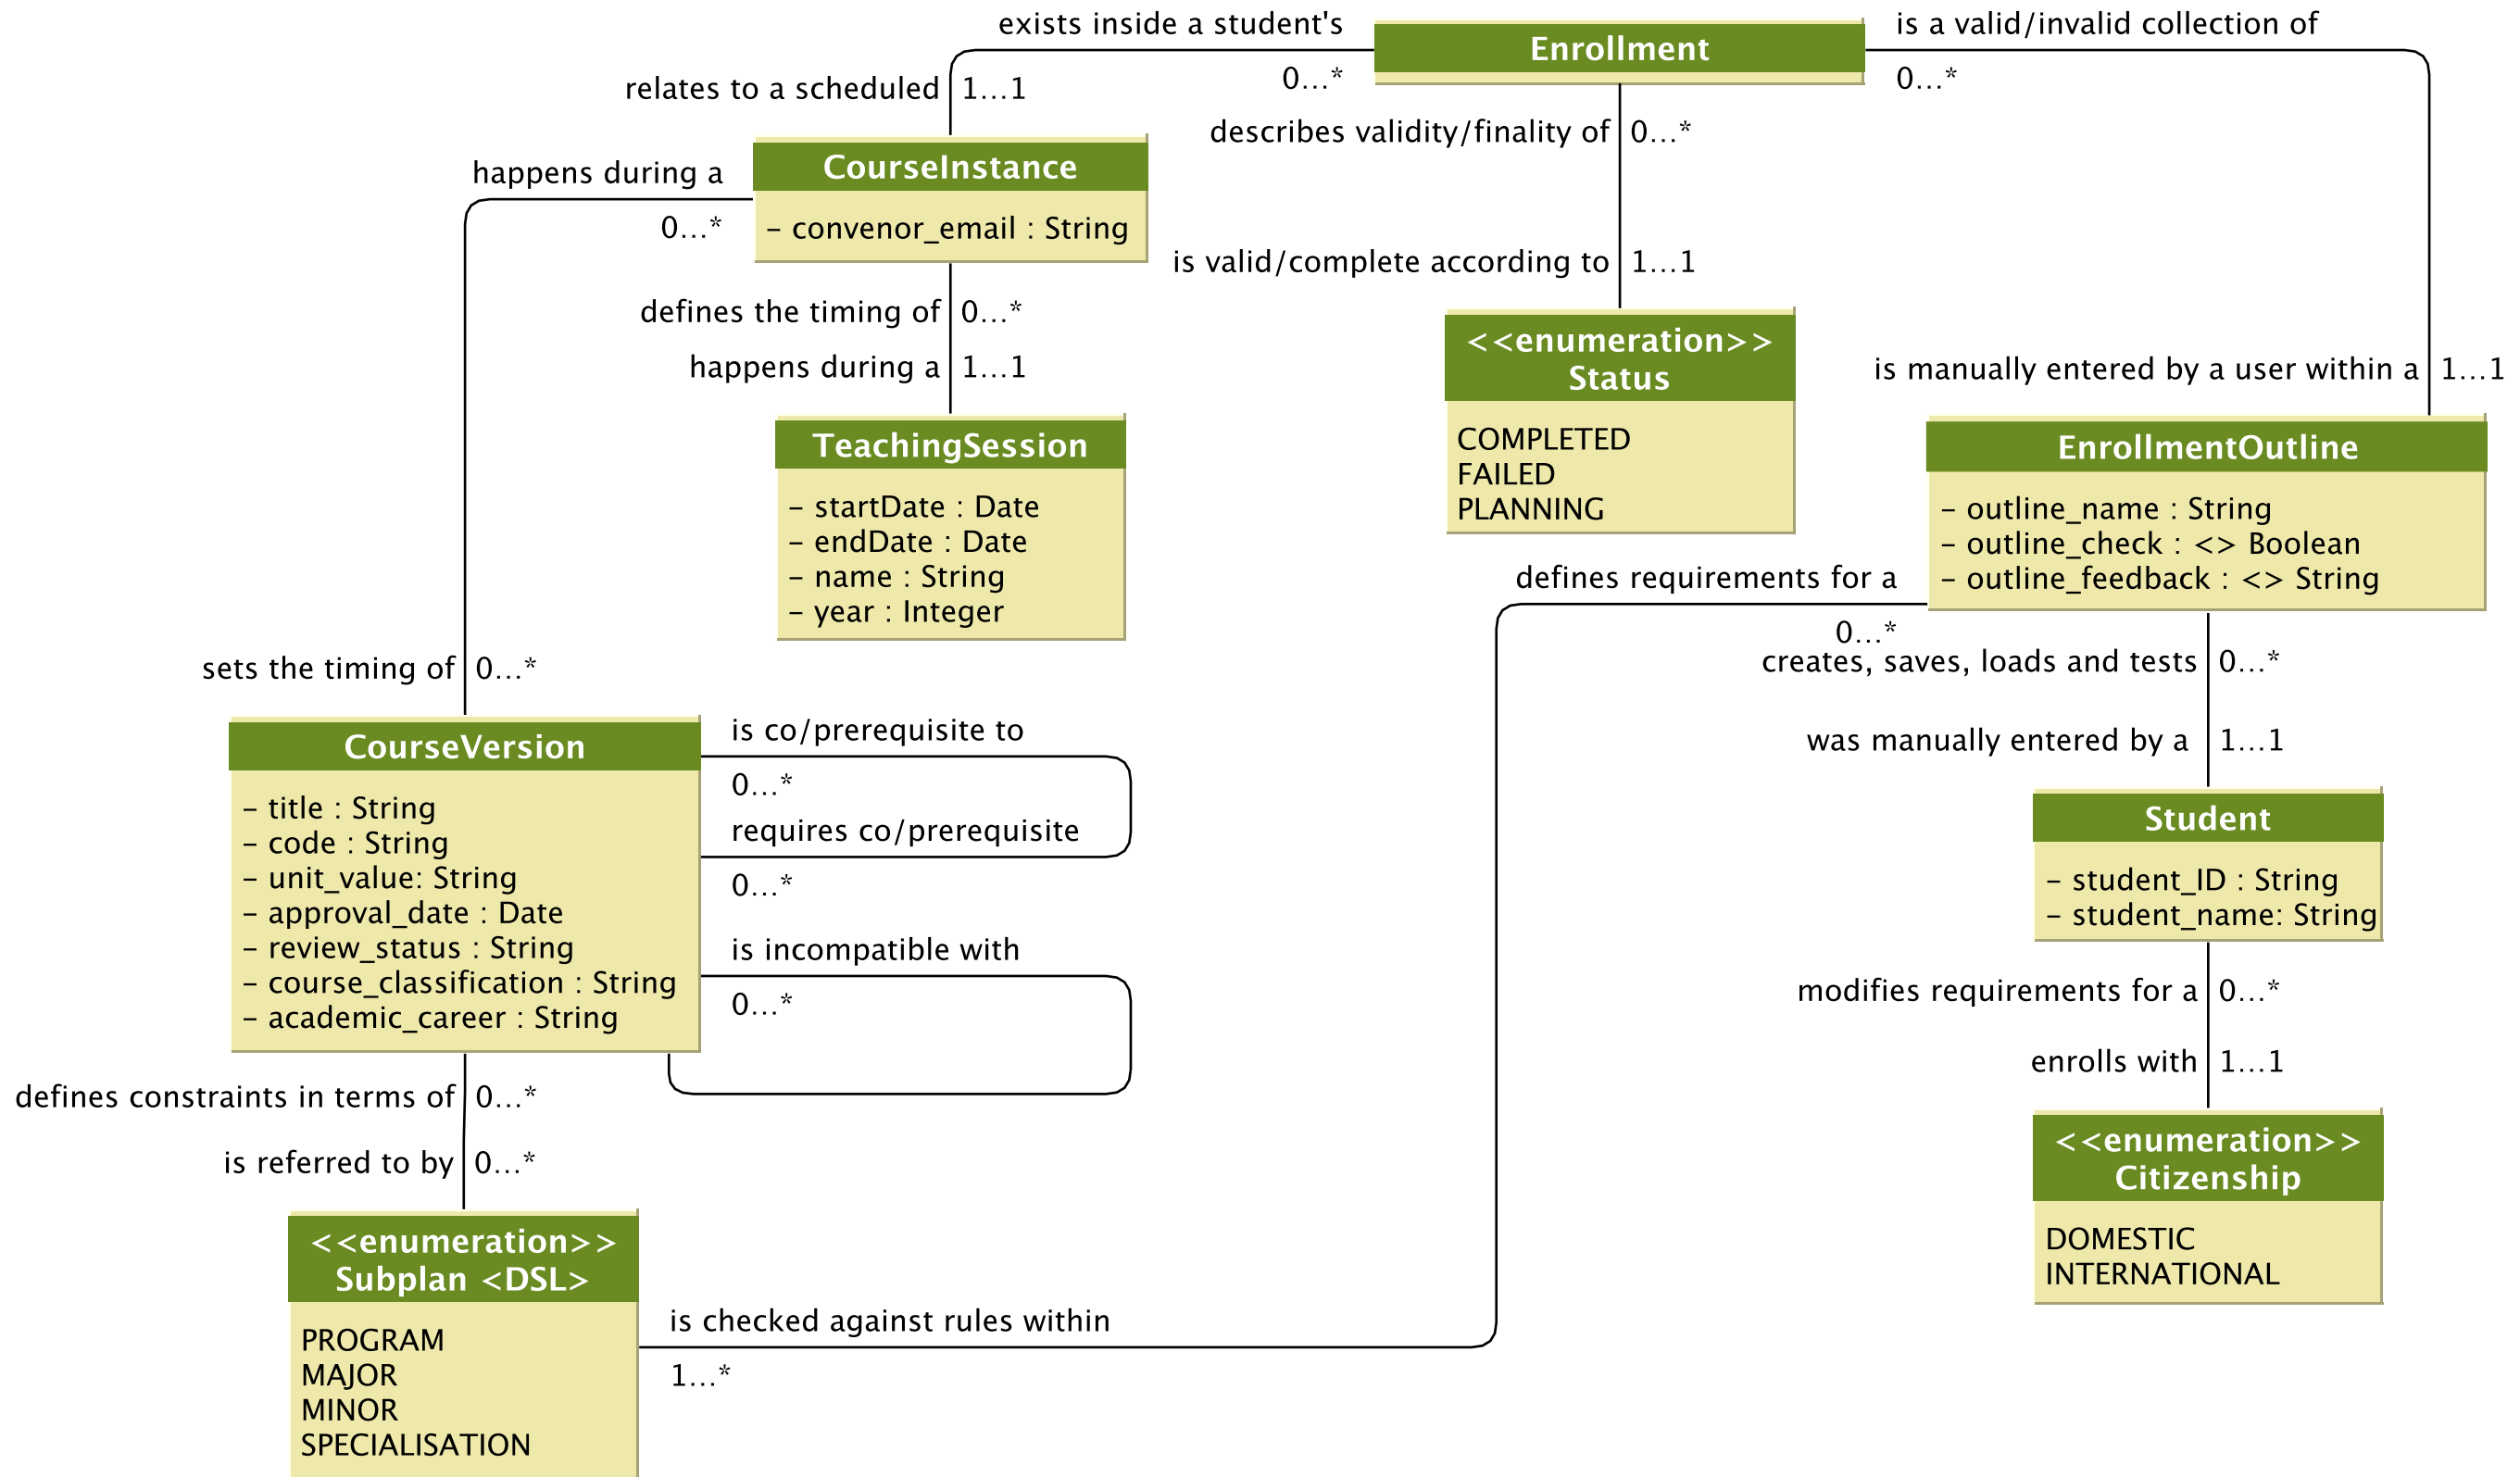 exists inside a student's
Enrollment
is a valid/invalid collection of
0...*
0...*
relates to a scheduled
1...1
describes validity/finality of
0...*
CourseInstance
- convenor_email : String
happens during a
0...*
is valid/complete according to
1...1
defines the timing of
0...*
happens during a
1...1
<<enumeration>>
Status
COMPLETED
FAILED
PLANNING
is manually entered by a user within a
1...1
TeachingSession
- startDate : Date
- endDate : Date
- name : String
- year : Integer
EnrollmentOutline
- outline_name : String
- outline_check : <> Boolean
- outline_feedback : <> String
defines requirements for a
0...*
creates, saves, loads and tests
0...*
sets the timing of
0...*
was manually entered by a
1...1
CourseVersion
- title : String
- code : String
- unit_value: String
- approval_date : Date
- review_status : String
- course_classification : String
- academic_career : String
is co/prerequisite to
0...*
requires co/prerequisite
0...*
is incompatible with
0...*
Student
- student_ID : String
- student_name: String
modifies requirements for a
0...*
enrolls with
1...1
defines constraints in terms of
0...*
is referred to by
0...*
<<enumeration>>
Citizenship
DOMESTIC
INTERNATIONAL
<<enumeration>>
Subplan <DSL>
PROGRAM
MAJOR
MINOR
SPECIALISATION
is checked against rules within
1...*